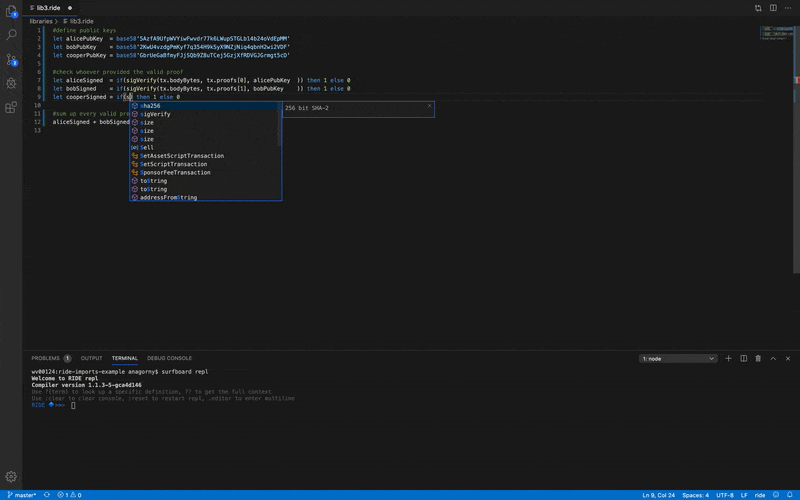 lib3.ride
libraries > lib3.ride
1 #define public keys
2 let alicePubKey = base58'5AzfA9UfpWVYiwFwvdr77k6LWupSTGLb14b24oVdEpMM'
3 let bobPubKey = base58'2KwU4vzdgPmKyf7q354H9kSyX9NZjNiq4qbnH2wi2VDF'
4 let cooperPubKey = base58'GbrUeGaBfmyFJjSQb9Z8uTCej5GzjXfRDVGJGrmgt5cD'
5
6 #check whoever provided the valid proof
7 let aliceSigned = if(sigVerify(tx.bodyBytes, tx.proofs[0], alicePubKey )) then 1 else 0
8 let bobSigned = if(sigVerify(tx.bodyBytes, tx.proofs[1], bobPubKey )) then 1 else 0
9 let cooperSigned = if(s) then 1 else 0
10
sha256
256 bit SHA-2
11 #sum up every valid pro
sigVerify
12 aliceSigned + bobSigned
size
13
size
size
Sell
SetAssetScriptTransaction
SetScriptTransaction
SponsorFeeTransaction
toString
toString
addressFromString
PROBLEMS 1 OUTPUT TERMINAL DEBUG CONSOLE
1: node
wv00124:ride-imports-example anagorny$ surfboard repl
Welcome to RIDE repl
Compiler version 1.1.3-5-gca4d146
Use ?{term} to look up a specific definition, ?? to get the full context
Use :clear to clear console, :reset to restart repl, .editor to enter multiline
RIDE >>>
master* 1 0 Ln 9, Col 24 Spaces: 4 UTF-8 LF ride